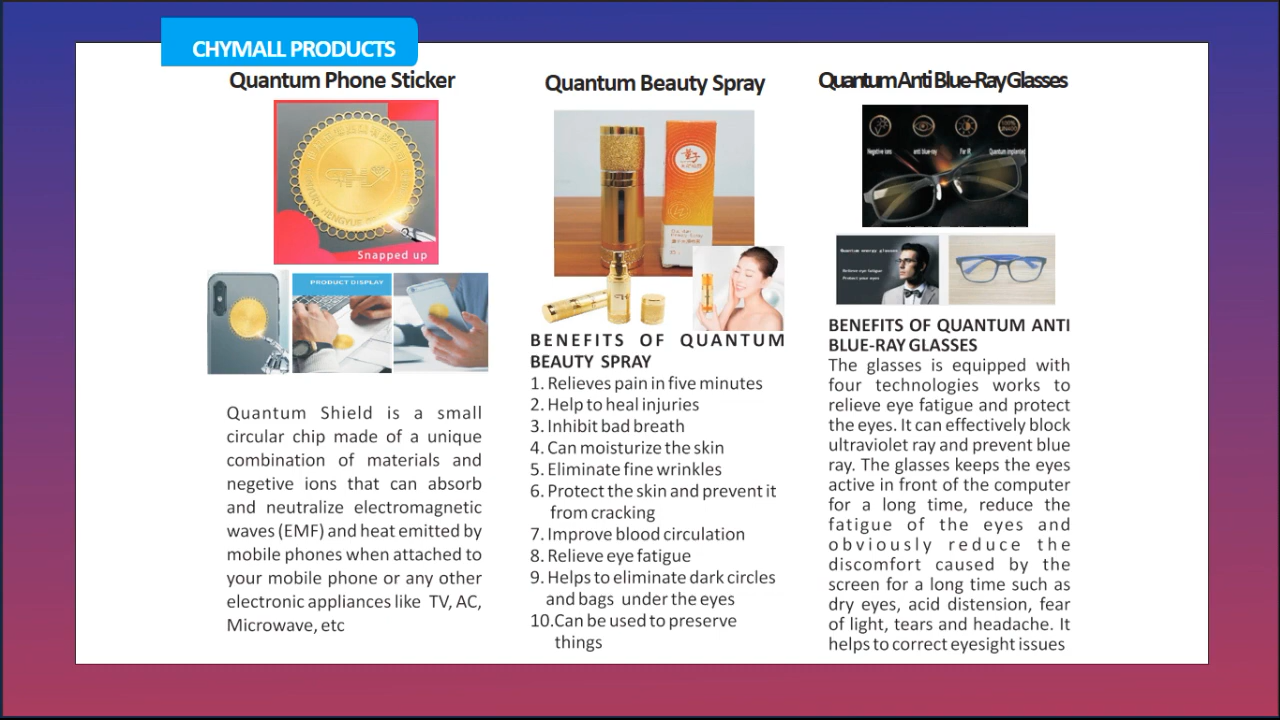 CHYMALL PRODUCTS
Quantum Phone Sticker
Snapped up
PRODUCT DISPLAY
Quantum Shield is a small
circular chip made of a unique
combination of materials and
negetive ions that can absorb
and neutralize electromagnetic
waves (EMF) and heat emitted by
mobile phones when attached to
your mobile phone or any other
electronic appliances like TV, AC,
Microwave, etc
Quantum Beauty Spray
BENEFITS OF QUANTUM
BEAUTY SPRAY
1. Relieves pain in five minutes
2. Help to heal injuries
3. Inhibit bad breath
4. Can moisturize the skin
5. Eliminate fine wrinkles
6. Protect the skin and prevent it
from cracking
7. Improve blood circulation
8. Relieve eye fatigue
9. Helps to eliminate dark circles
and bags under the eyes
10.Can be used to preserve
things
Quantum Anti Blue-Ray Glasses
Negative ions
anti blue-ray
Far IR
Quantum implanted
Quantum energy glasses
Relieve eye fatigue
Protect your eyes
BENEFITS OF QUANTUM ANTI
BLUE-RAY GLASSES
The glasses is equipped with
four technologies works to
relieve eye fatigue and protect
the eyes. It can effectively block
ultraviolet ray and prevent blue
ray. The glasses keeps the eyes
active in front of the computer
for a long time, reduce the
fatigue of the eyes and
obviously reduce the
discomfort caused by the
screen for a long time such as
dry eyes, acid distension, fear
of light, tears and headache. It
helps to correct eyesight issues